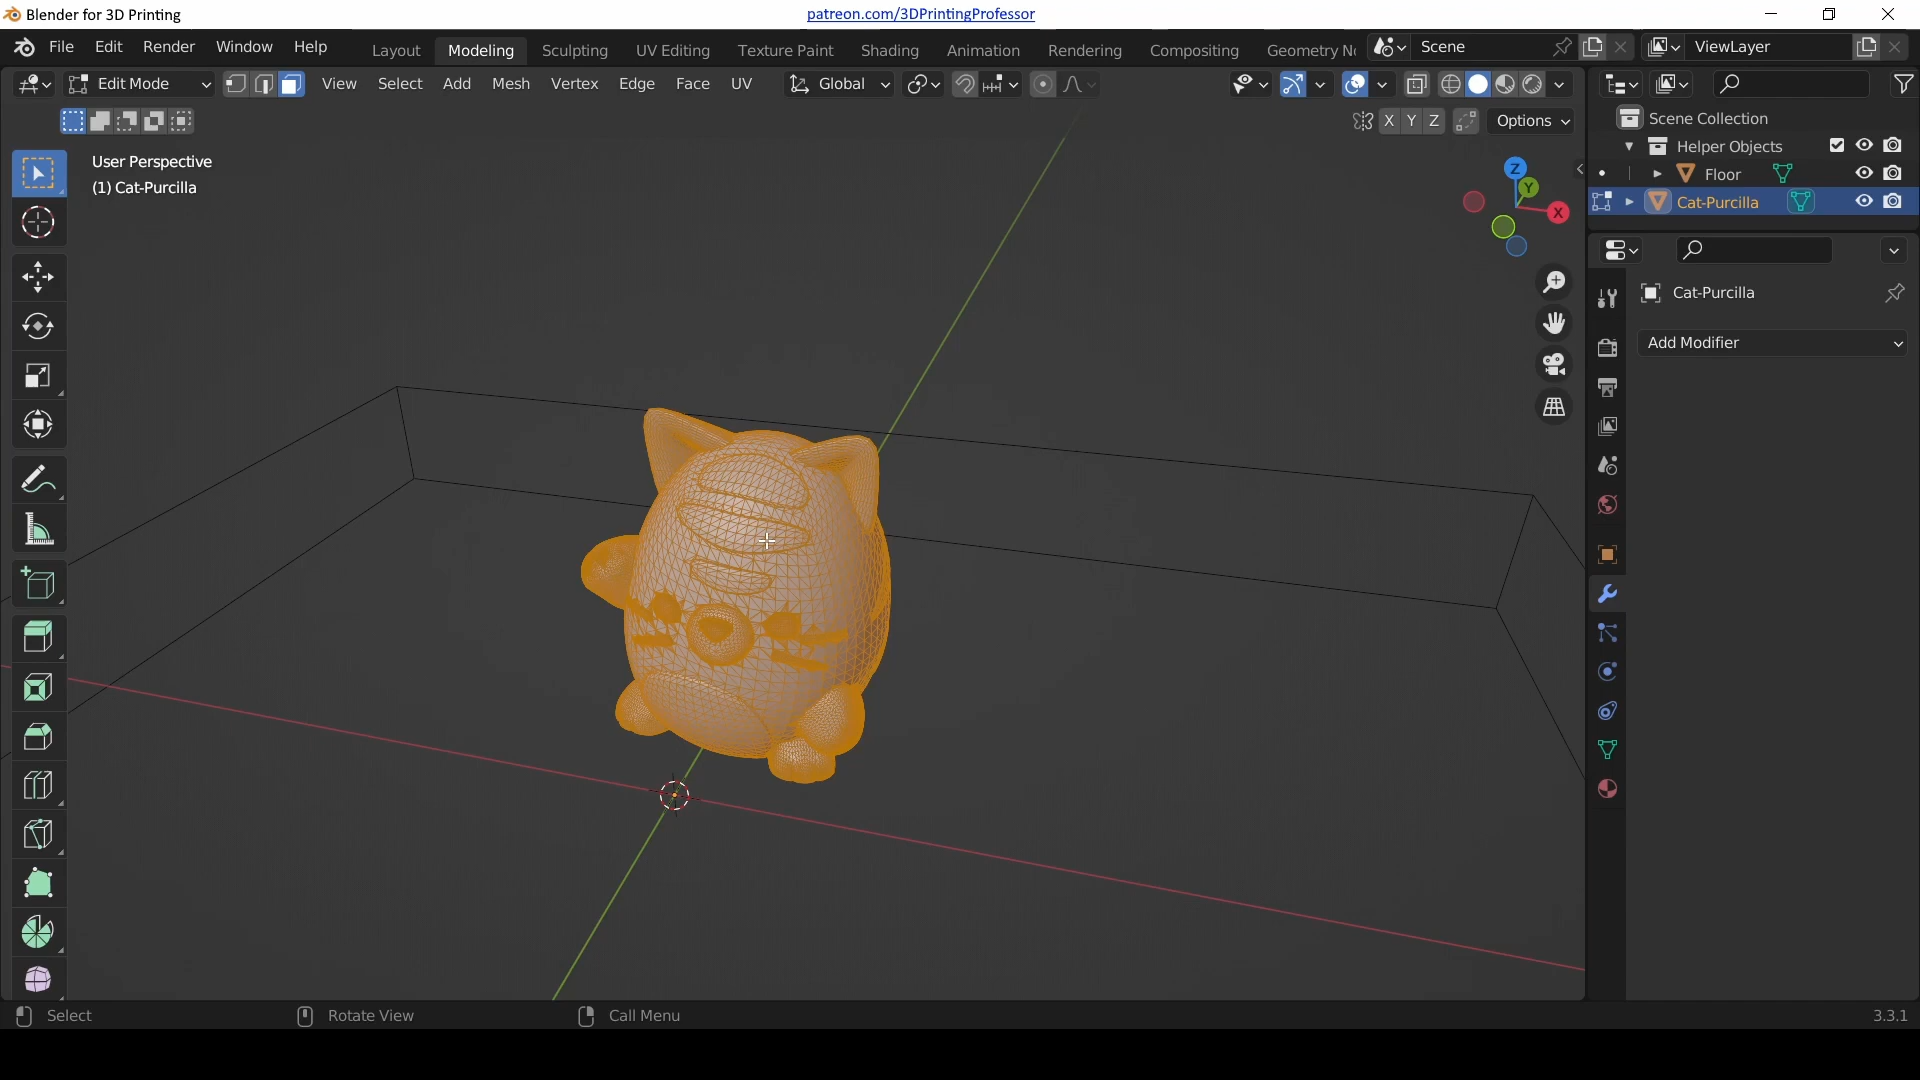 Blender for 3D Printing
patreon.com/3DPrintingProfessor
File Edit Render Window Help Layout Modeling Sculpting UV Editing Texture Paint Shading Animation Rendering Compositing Geometry No Scene ViewLayer
Edit Mode View Select Add Mesh Vertex Edge Face UV Global
X Y Z Options
User Perspective
(1) Cat-Purcilla
Z
Y
X
Scene Collection
Helper Objects
Floor
Cat-Purcilla
Cat-Purcilla
Add Modifier
Select Rotate View Call Menu 3.3.1